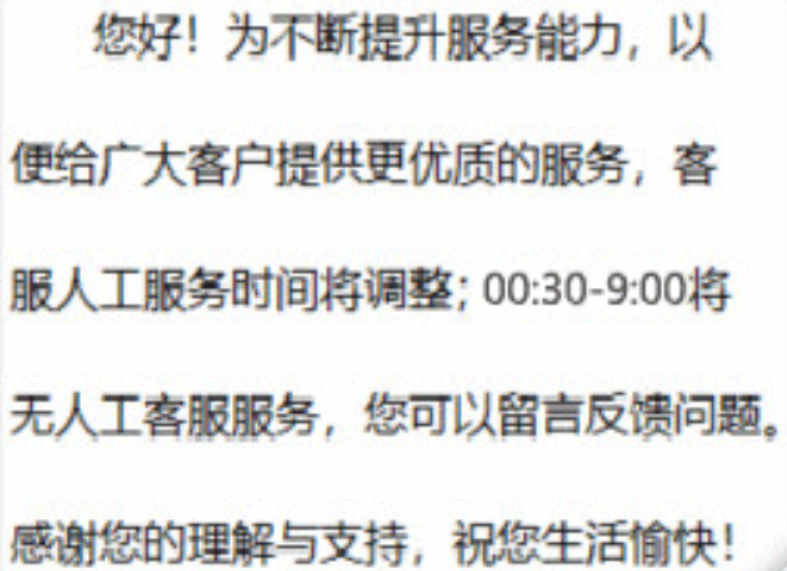 您好！为不断提升服务能力，以
便给广大客户提供更优质的服务，客
服人工服务时间将调整；00:30-9:00将
无人工客服服务，您可以留言反馈问题。
感谢您的理解与支持，祝您生活愉快！